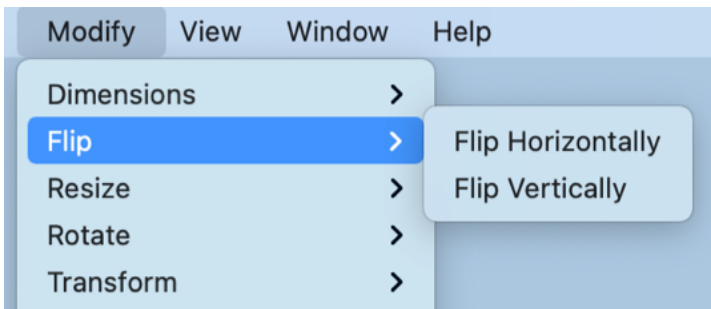 Modify View Window Help
Dimensions
Flip
Flip Horizontally
Resize
Flip Vertically
Rotate
Transform